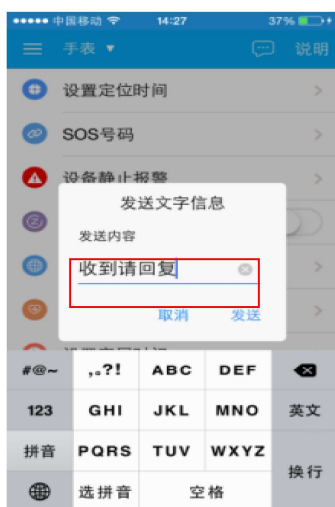 中国移动 14:27 37%
手表 ▼ 说明
设置定位时间
SOS号码
设备静止报警
发送文字信息
发送内容
收到请回复
取消 发送
#@~ ,。?! ABC DEF
123 GHI JKL MNO 英文
拼音 PQRS TUV WXYZ
选拼音 空格 换行